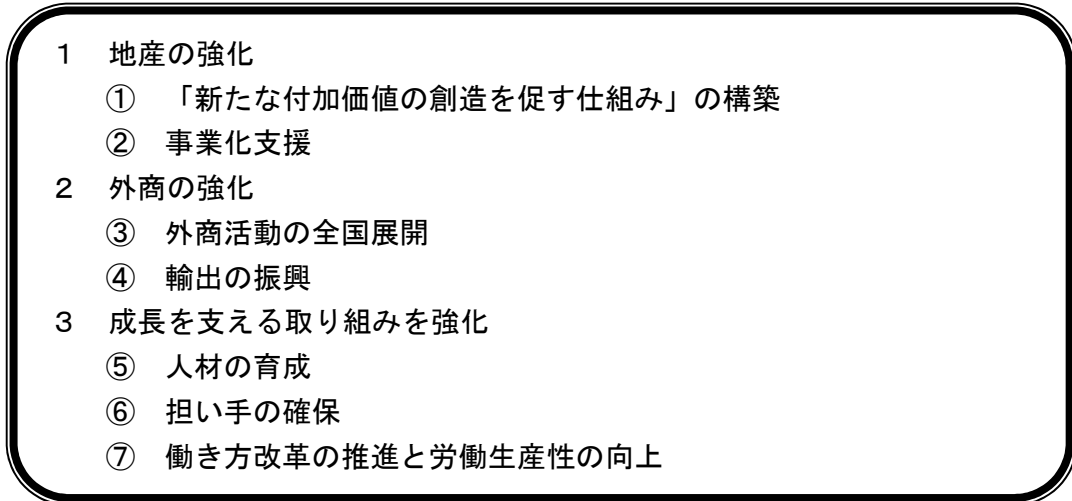 １　地産の強化
①　「新たな付加価値の創造を促す仕組み」の構築
②　事業化支援
２　外商の強化
③　外商活動の全国展開
④　輸出の振興
３　成長を支える取り組みを強化
⑤　人材の育成
⑥　担い手の確保
⑦　働き方改革の推進と労働生産性の向上